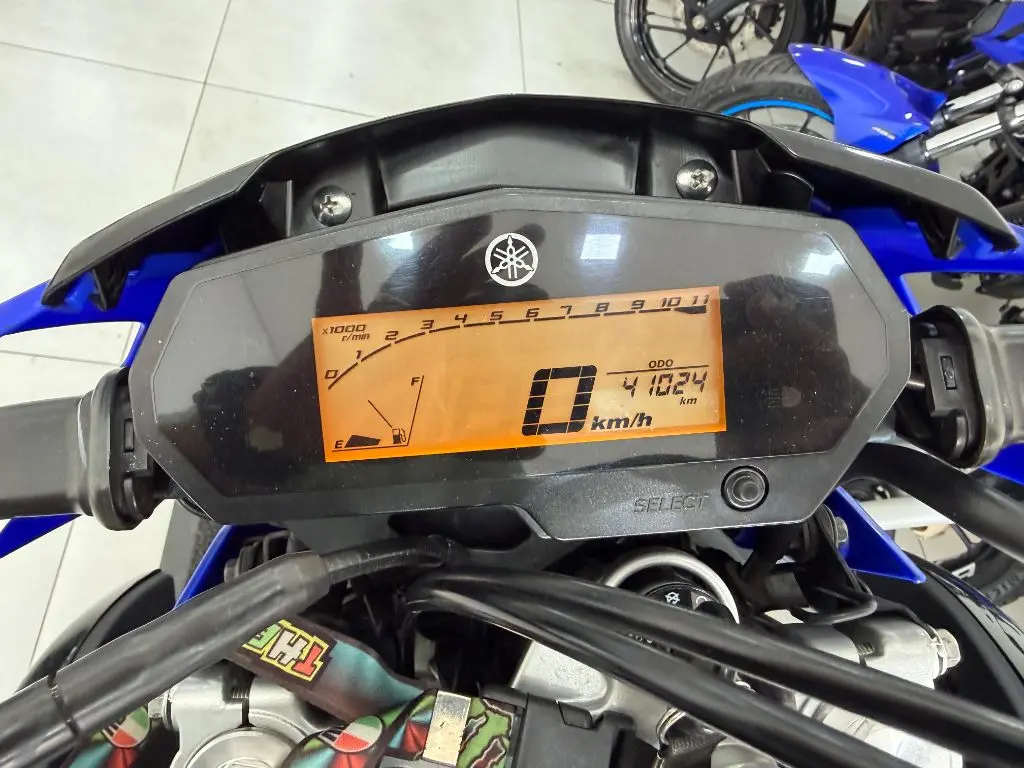 x1000
r/min
0 1 2 3 4 5 6 7 8 9 10 11
E F
0 km/h
ODO
41024
km
SELECT
THE